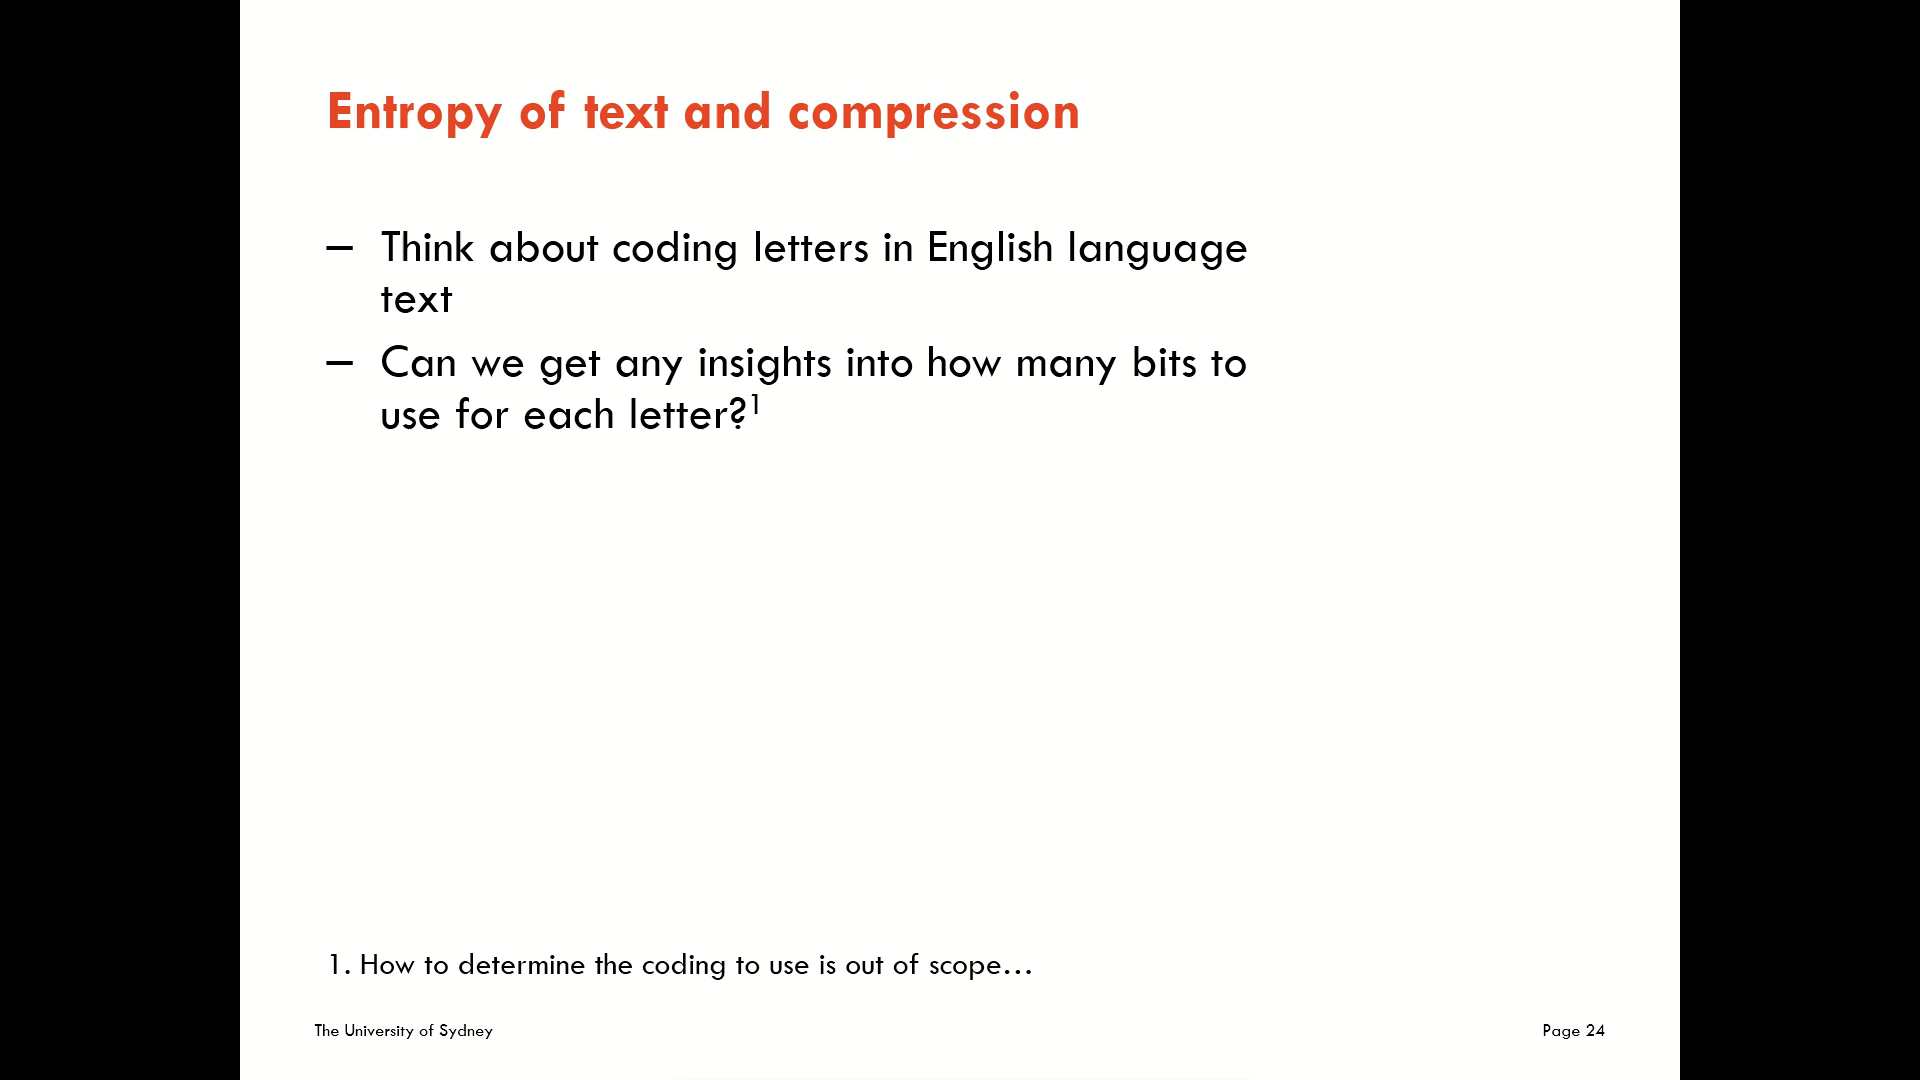 Entropy of text and compression
– Think about coding letters in English language
text
– Can we get any insights into how many bits to
use for each letter?¹
1. How to determine the coding to use is out of scope…
The University of Sydney
Page 24